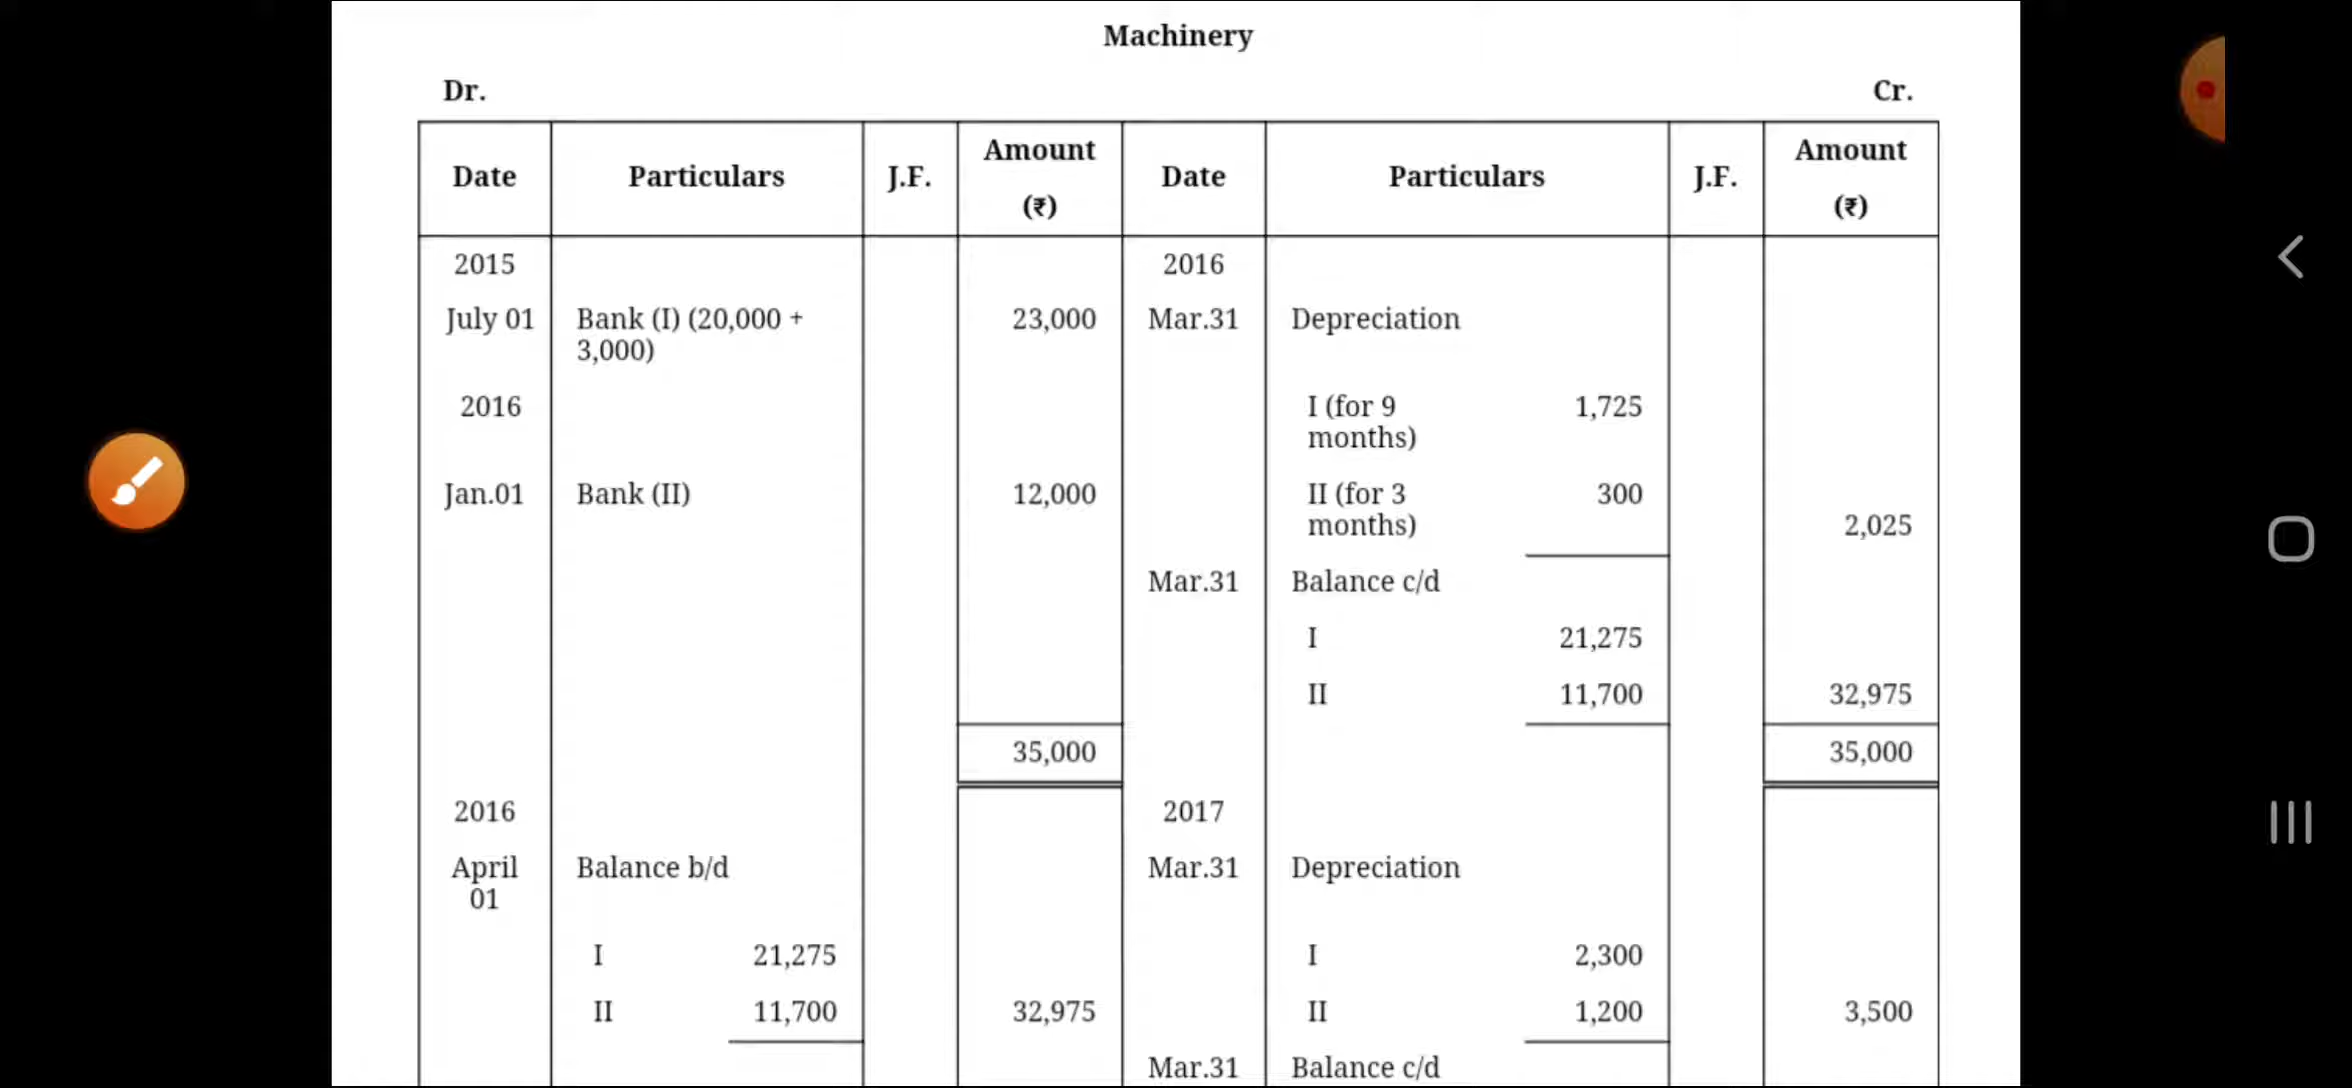 Machinery
Dr. Cr.
Date Particulars J.F. Amount (₹) Date Particulars J.F. Amount (₹)
2015 2016
July 01 Bank (I) (20,000 + 3,000) 23,000 Mar.31 Depreciation
2016 I (for 9 months) 1,725
Jan.01 Bank (II) 12,000 II (for 3 months) 300 2,025
Mar.31 Balance c/d
I 21,275
II 11,700 32,975
35,000 35,000
2016 2017
April 01 Balance b/d Mar.31 Depreciation
I 21,275 I 2,300
II 11,700 32,975 II 1,200 3,500
Mar.31 Balance c/d